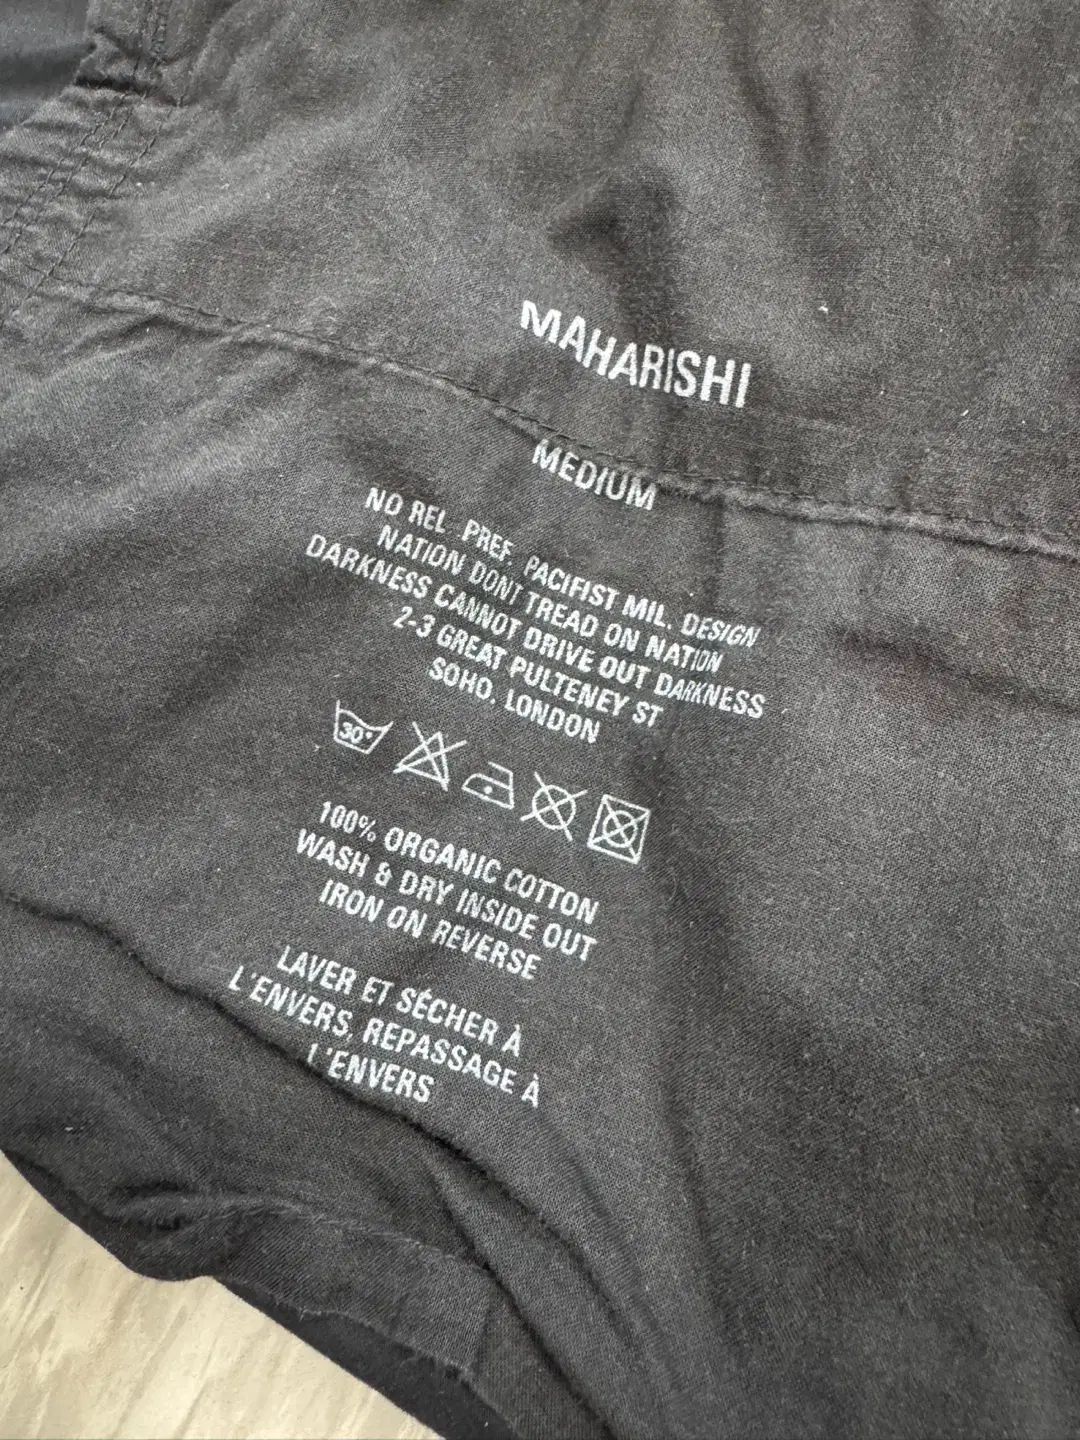 MAHARISHI
MEDIUM
NO REL. PREF. PACIFIST MIL. DESIGN
NATION DONT TREAD ON NATION
DARKNESS CANNOT DRIVE OUT DARKNESS
2-3 GREAT PULTENEY ST
SOHO. LONDON
30°
100% ORGANIC COTTON
WASH & DRY INSIDE OUT
IRON ON REVERSE
LAVER ET SÉCHER À
L'ENVERS, REPASSAGE À
L'ENVERS